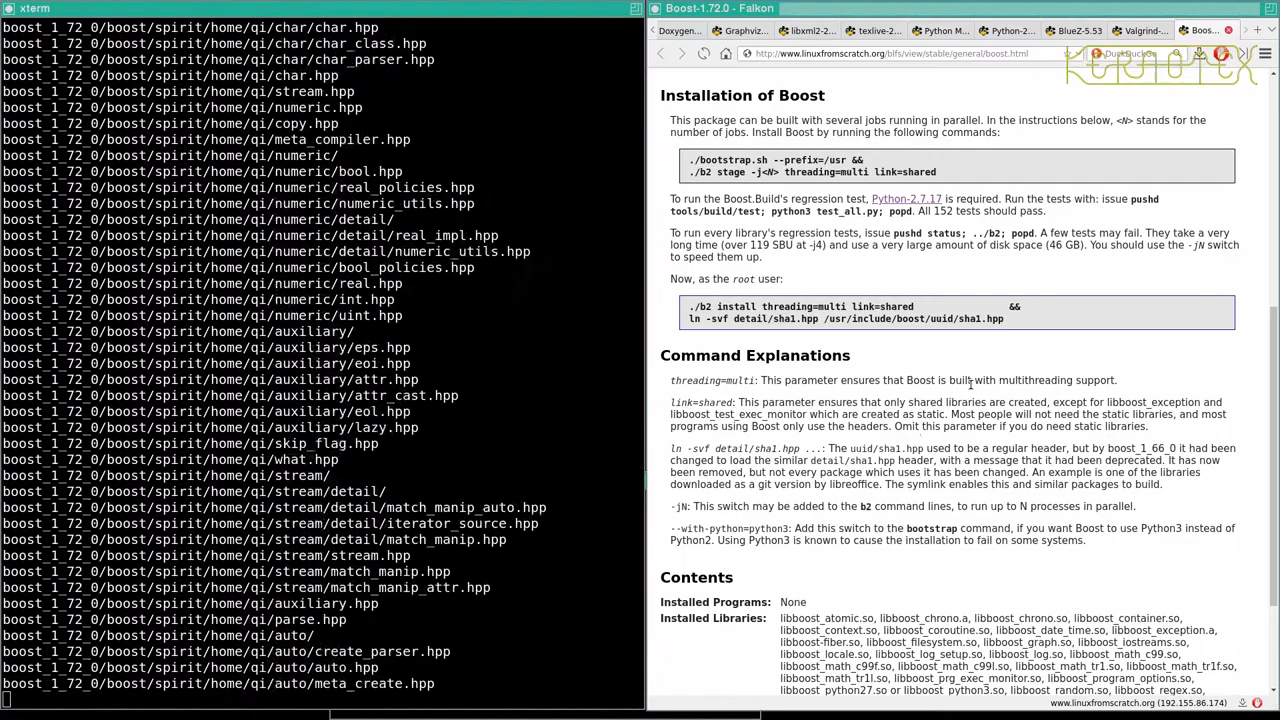 xterm
boost_1_72_0/boost/spirit/home/qi/char/char.hpp
boost_1_72_0/boost/spirit/home/qi/char/char_class.hpp
boost_1_72_0/boost/spirit/home/qi/char/char_parser.hpp
boost_1_72_0/boost/spirit/home/qi/char.hpp
boost_1_72_0/boost/spirit/home/qi/stream.hpp
boost_1_72_0/boost/spirit/home/qi/numeric.hpp
boost_1_72_0/boost/spirit/home/qi/copy.hpp
boost_1_72_0/boost/spirit/home/qi/meta_compiler.hpp
boost_1_72_0/boost/spirit/home/qi/numeric/
boost_1_72_0/boost/spirit/home/qi/numeric/bool.hpp
boost_1_72_0/boost/spirit/home/qi/numeric/real_policies.hpp
boost_1_72_0/boost/spirit/home/qi/numeric/numeric_utils.hpp
boost_1_72_0/boost/spirit/home/qi/numeric/detail/
boost_1_72_0/boost/spirit/home/qi/numeric/detail/real_impl.hpp
boost_1_72_0/boost/spirit/home/qi/numeric/detail/numeric_utils.hpp
boost_1_72_0/boost/spirit/home/qi/numeric/bool_policies.hpp
boost_1_72_0/boost/spirit/home/qi/numeric/real.hpp
boost_1_72_0/boost/spirit/home/qi/numeric/int.hpp
boost_1_72_0/boost/spirit/home/qi/numeric/uint.hpp
boost_1_72_0/boost/spirit/home/qi/auxiliary/
boost_1_72_0/boost/spirit/home/qi/auxiliary/eps.hpp
boost_1_72_0/boost/spirit/home/qi/auxiliary/eoi.hpp
boost_1_72_0/boost/spirit/home/qi/auxiliary/attr.hpp
boost_1_72_0/boost/spirit/home/qi/auxiliary/attr_cast.hpp
boost_1_72_0/boost/spirit/home/qi/auxiliary/eol.hpp
boost_1_72_0/boost/spirit/home/qi/auxiliary/lazy.hpp
boost_1_72_0/boost/spirit/home/qi/skip_flag.hpp
boost_1_72_0/boost/spirit/home/qi/what.hpp
boost_1_72_0/boost/spirit/home/qi/stream/
boost_1_72_0/boost/spirit/home/qi/stream/detail/
boost_1_72_0/boost/spirit/home/qi/stream/detail/match_manip_auto.hpp
boost_1_72_0/boost/spirit/home/qi/stream/detail/iterator_source.hpp
boost_1_72_0/boost/spirit/home/qi/stream/detail/match_manip.hpp
boost_1_72_0/boost/spirit/home/qi/stream/stream.hpp
boost_1_72_0/boost/spirit/home/qi/stream/match_manip.hpp
boost_1_72_0/boost/spirit/home/qi/stream/match_manip_attr.hpp
boost_1_72_0/boost/spirit/home/qi/auxiliary.hpp
boost_1_72_0/boost/spirit/home/qi/parse.hpp
boost_1_72_0/boost/spirit/home/qi/auto/
boost_1_72_0/boost/spirit/home/qi/auto/create_parser.hpp
boost_1_72_0/boost/spirit/home/qi/auto/auto.hpp
boost_1_72_0/boost/spirit/home/qi/auto/meta_create.hpp
Boost-1.72.0 - Falkon
Doxygen... Graphviz... libxml2-2... texlive-2... Python M... Python-2... BlueZ-5.53 Valgrind-... Boos...
http://www.linuxfromscratch.org/blfs/view/stable/general/boost.html DuckDuckGo
KERNOTEX
Installation of Boost
This package can be built with several jobs running in parallel. In the instructions below, <N> stands for the
number of jobs. Install Boost by running the following commands:
./bootstrap.sh --prefix=/usr &&
./b2 stage -j<N> threading=multi link=shared
To run the Boost.Build's regression test, Python-2.7.17 is required. Run the tests with: issue pushd
tools/build/test; python3 test_all.py; popd. All 152 tests should pass.
To run every library's regression tests, issue pushd status; ../b2; popd. A few tests may fail. They take a very
long time (over 119 SBU at -j4) and use a very large amount of disk space (46 GB). You should use the -jN switch
to speed them up.
Now, as the root user:
./b2 install threading=multi link=shared &&
ln -svf detail/sha1.hpp /usr/include/boost/uuid/sha1.hpp
Command Explanations
threading=multi: This parameter ensures that Boost is built with multithreading support.
link=shared: This parameter ensures that only shared libraries are created, except for libboost_exception and
libboost_test_exec_monitor which are created as static. Most people will not need the static libraries, and most
programs using Boost only use the headers. Omit this parameter if you do need static libraries.
ln -svf detail/sha1.hpp ...: The uuid/sha1.hpp used to be a regular header, but by boost_1_66_0 it had been
changed to load the similar detail/sha1.hpp header, with a message that it had been deprecated. It has now
been removed, but not every package which uses it has been changed. An example is one of the libraries
downloaded as a git version by libreoffice. The symlink enables this and similar packages to build.
-jN: This switch may be added to the b2 command lines, to run up to N processes in parallel.
--with-python=python3: Add this switch to the bootstrap command, if you want Boost to use Python3 instead of
Python2. Using Python3 is known to cause the installation to fail on some systems.
Contents
Installed Programs: None
Installed Libraries: libboost_atomic.so, libboost_chrono.a, libboost_chrono.so, libboost_container.so,
libboost_context.so, libboost_coroutine.so, libboost_date_time.so, libboost_exception.a,
libboost-fiber.so, libboost_filesystem.so, libboost_graph.so, libboost_iostreams.so,
libboost_locale.so, libboost_log_setup.so, libboost_log.so, libboost_math_c99.so,
libboost_math_c99f.so, libboost_math_c99l.so, libboost_math_tr1.so, libboost_math_tr1f.so,
libboost_math_tr1l.so, libboost_prg_exec_monitor.so, libboost_program_options.so,
libboost_python27.so or libboost_python3.so, libboost_random.so, libboost_regex.so,
www.linuxfromscratch.org (192.155.86.174)